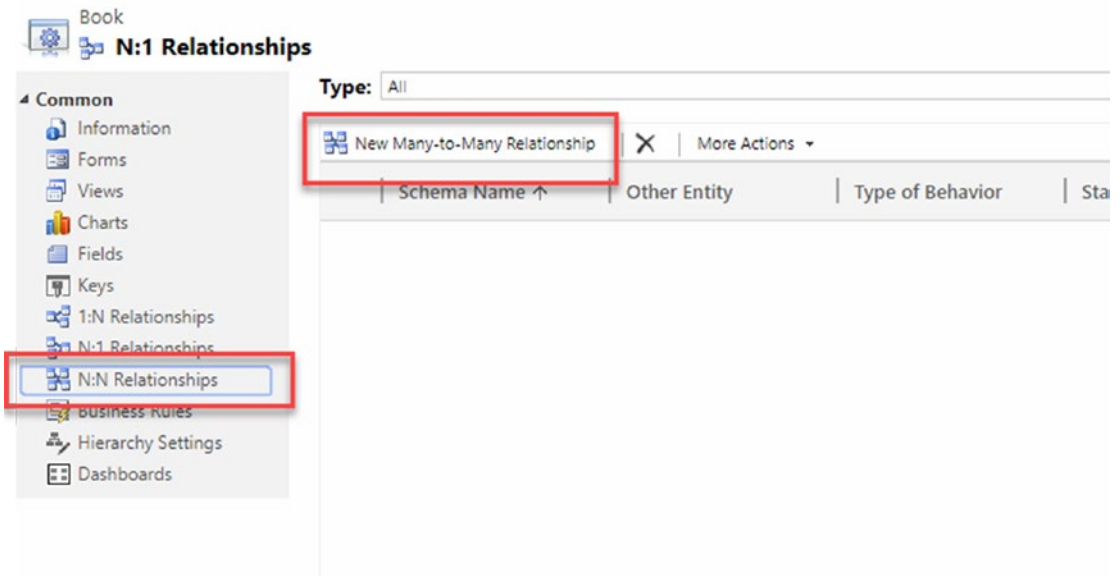 Book
N:1 Relationships
Common
Information
Forms
Views
Charts
Fields
Keys
1:N Relationships
N:1 Relationships
N:N Relationships
Business Rules
Hierarchy Settings
Dashboards
Type: All
New Many-to-Many Relationship More Actions
Schema Name ↑ Other Entity Type of Behavior Sta